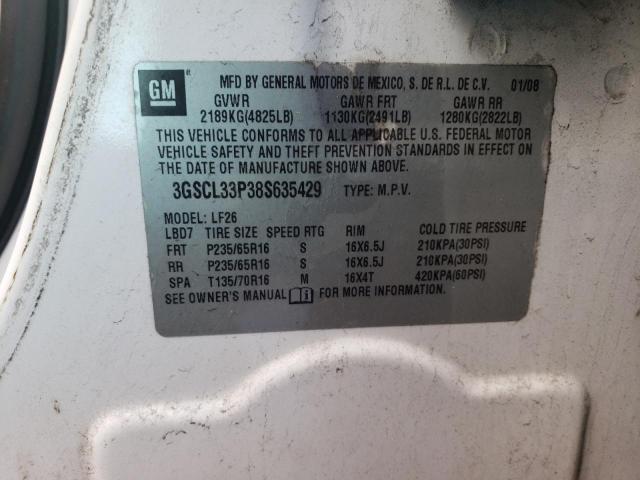 GM MFD BY GENERAL MOTORS DE MEXICO, S. DE R.L. DE C.V. 01/08
GVWR GAWR FRT GAWR RR
2189KG(4825LB) 1130KG(2491LB) 1280KG(2822LB)
THIS VEHICLE CONFORMS TO ALL APPLICABLE U.S. FEDERAL MOTOR
VEHICLE SAFETY AND THEFT PREVENTION STANDARDS IN EFFECT ON
THE DATE OF MANUFACTURE SHOWN ABOVE.
3GSCL33P38S635429 TYPE: M.P.V.
MODEL: LF26
LBD7 TIRE SIZE SPEED RTG RIM COLD TIRE PRESSURE
FRT P235/65R16 S 16X6.5J 210KPA(30PSI)
RR P235/65R16 S 16X6.5J 210KPA(30PSI)
SPA T135/70R16 M 16X4T 420KPA(60PSI)
SEE OWNER'S MANUAL i FOR MORE INFORMATION.